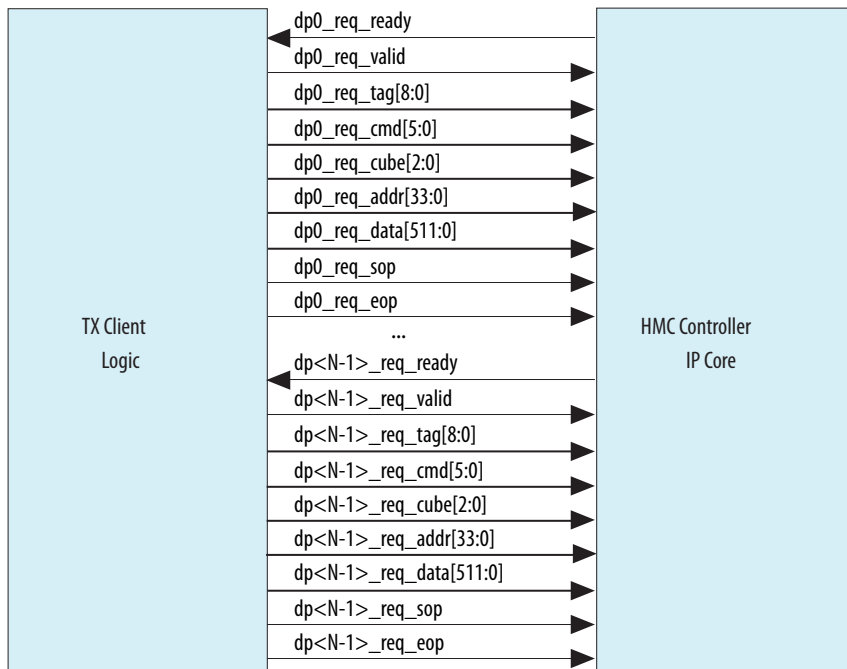 dp0_req_ready
dp0_req_valid
dp0_req_tag[8:0]
dp0_req_cmd[5:0]
dp0_req_cube[2:0]
dp0_req_addr[33:0]
dp0_req_data[511:0]
dp0_req_sop
dp0_req_eop
TX Client
Logic
...
HMC Controller
IP Core
dp<N-1>_req_ready
dp<N-1>_req_valid
dp<N-1>_req_tag[8:0]
dp<N-1>_req_cmd[5:0]
dp<N-1>_req_cube[2:0]
dp<N-1>_req_addr[33:0]
dp<N-1>_req_data[511:0]
dp<N-1>_req_sop
dp<N-1>_req_eop